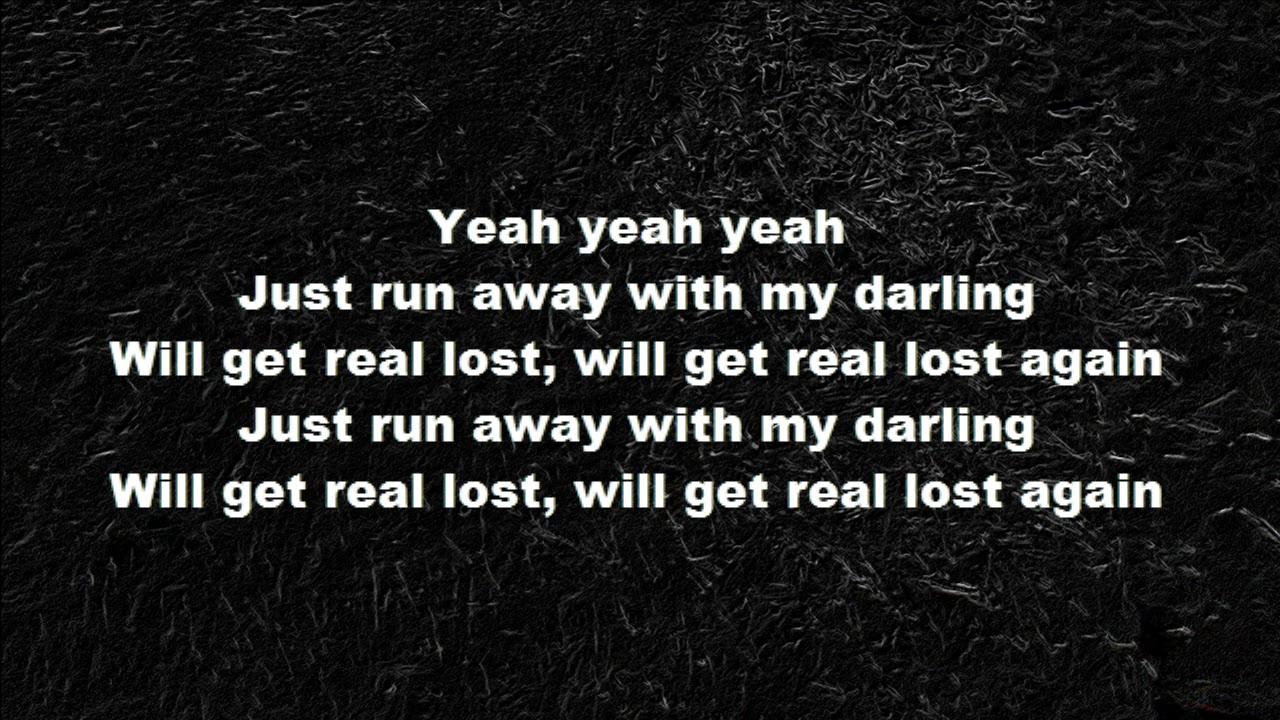 Yeah yeah yeah
Just run away with my darling
Will get real lost, will get real lost again
Just run away with my darling
Will get real lost, will get real lost again